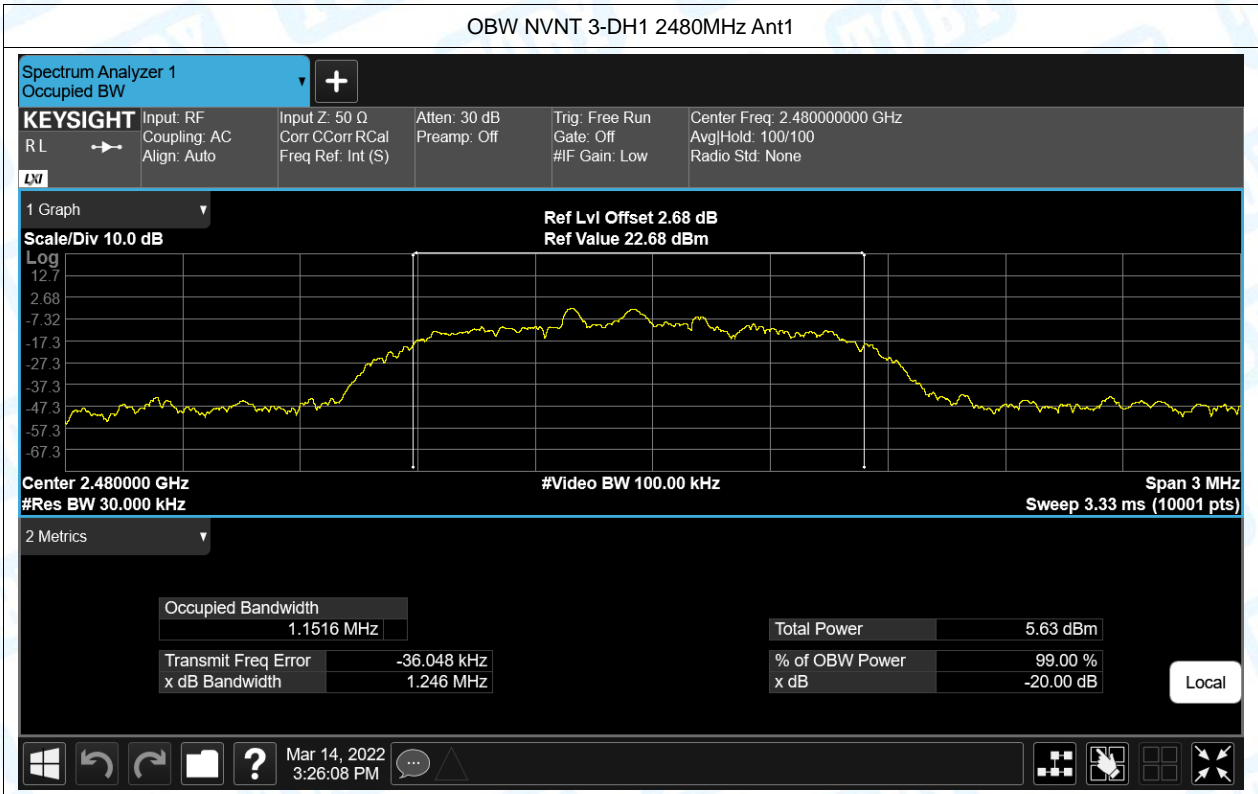 OBW NVNT 3-DH1 2480MHz Ant1
Spectrum Analyzer 1
Occupied BW
KEYSIGHT
R L
LXI
Input: RF
Coupling: AC
Align: Auto
Input Z: 50 Ω
Corr CCorr RCal
Freq Ref: Int (S)
Atten: 30 dB
Preamp: Off
Trig: Free Run
Gate: Off
#IF Gain: Low
Center Freq: 2.480000000 GHz
Avg|Hold: 100/100
Radio Std: None
1 Graph
Scale/Div 10.0 dB
Ref Lvl Offset 2.68 dB
Ref Value 22.68 dBm
Log
12.7
2.68
-7.32
-17.3
-27.3
-37.3
-47.3
-57.3
-67.3
Center 2.480000 GHz
#Video BW 100.00 kHz
Span 3 MHz
#Res BW 30.000 kHz
Sweep 3.33 ms (10001 pts)
2 Metrics
Occupied Bandwidth
1.1516 MHz
Total Power 5.63 dBm
Transmit Freq Error -36.048 kHz
% of OBW Power 99.00 %
x dB Bandwidth 1.246 MHz
x dB -20.00 dB
Local
Mar 14, 2022
3:26:08 PM